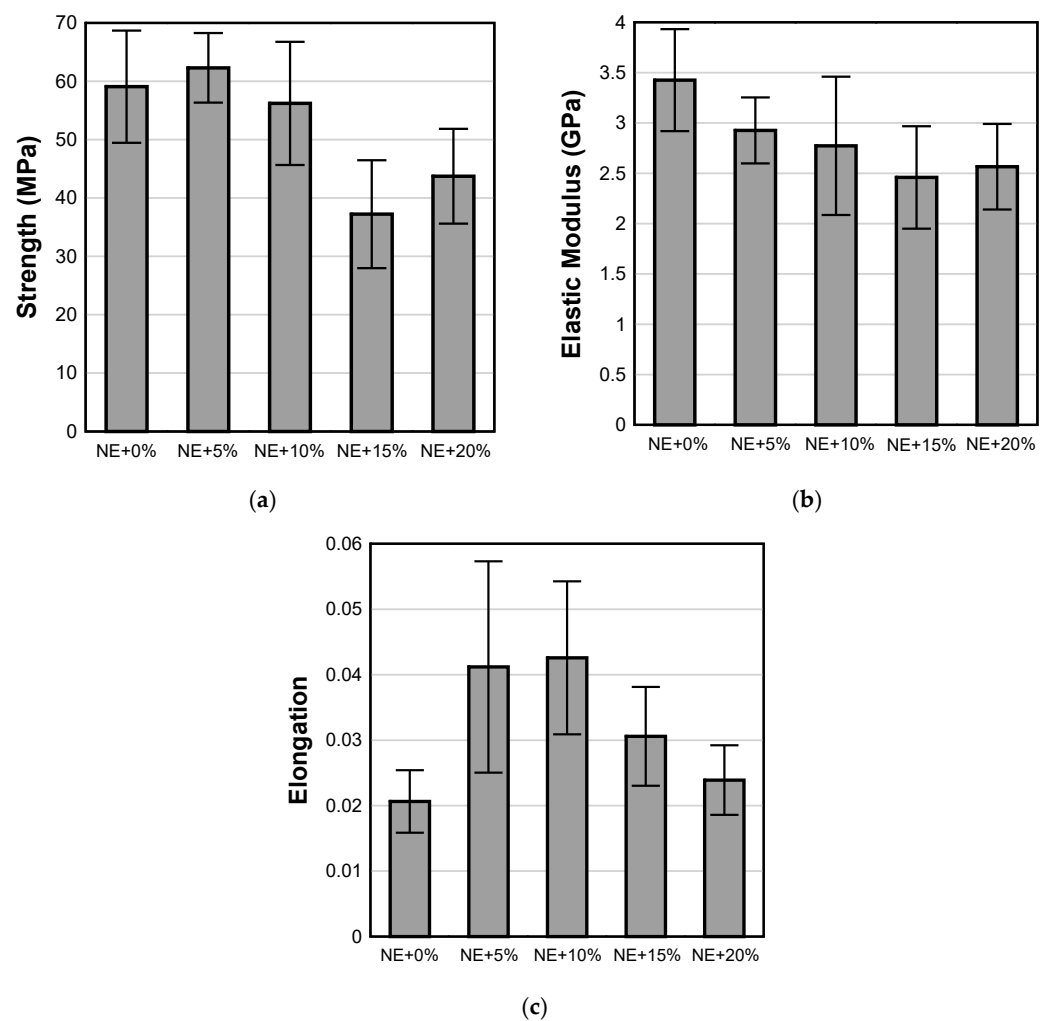 70
60
50
40
30
20
10
0
Strength (MPa)
NE+0% NE+5% NE+10% NE+15% NE+20%
(a)
4
3.5
3
2.5
2
1.5
1
0.5
0
Elastic Modulus (GPa)
NE+0% NE+5% NE+10% NE+15% NE+20%
(b)
0.06
0.05
0.04
0.03
0.02
0.01
0
Elongation
NE+0% NE+5% NE+10% NE+15% NE+20%
(c)